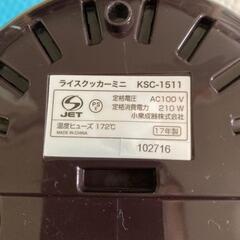 ライスクッカーミニ KSC-1511
定格電圧 AC100 V
定格消費電力 210 W
小泉成器株式会社
S JET
PS E
温度ヒューズ 172℃
17年製
MADE IN CHINA
102716